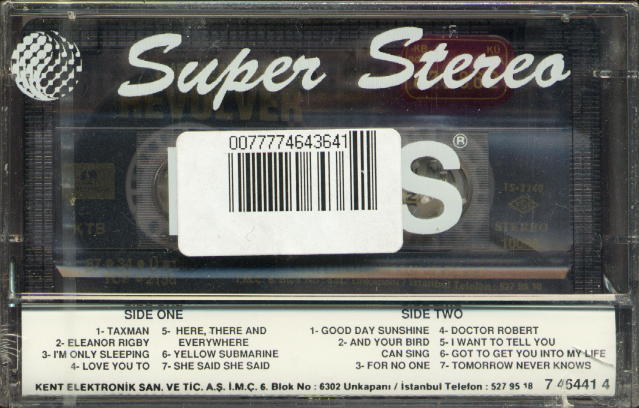 Super Stereo
REVOLVER
0077774643641
S®
TS-2240
KTB
STEREO
SIDE ONE
1- TAXMAN
2- ELEANOR RIGBY
3- I'M ONLY SLEEPING
4- LOVE YOU TO
5- HERE, THERE AND
EVERYWHERE
6- YELLOW SUBMARINE
7- SHE SAID SHE SAID
SIDE TWO
1- GOOD DAY SUNSHINE
2- AND YOUR BIRD
CAN SING
3- FOR NO ONE
4- DOCTOR ROBERT
5- I WANT TO TELL YOU
6- GOT TO GET YOU INTO MY LIFE
7- TOMORROW NEVER KNOWS
KENT ELEKTRONİK SAN. VE TİC. A.Ş. İ.M.Ç. 6. Blok No : 6302 Unkapanı / İstanbul Telefon : 527 95 18 7 46441 4